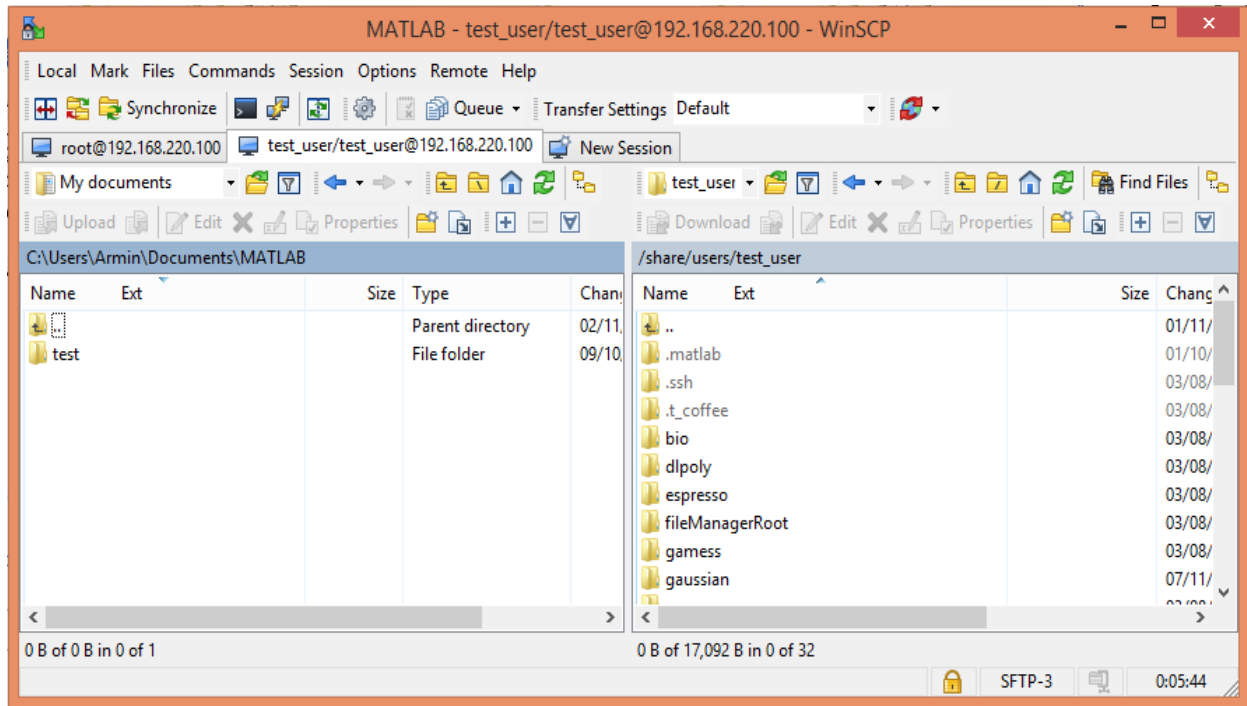 MATLAB - test_user/test_user@192.168.220.100 - WinSCP
Local Mark Files Commands Session Options Remote Help
Synchronize Queue Transfer Settings Default
root@192.168.220.100 test_user/test_user@192.168.220.100 New Session
My documents test_user Find Files
Upload Edit Properties Download Edit Properties
C:\Users\Armin\Documents\MATLAB /share/users/test_user
Name Ext Size Type Chan Name Ext Size Chang
.. Parent directory 02/11 .. 01/11/
test File folder 09/10 .matlab 01/10/
.ssh 03/08/
.t_coffee 03/08/
bio 03/08/
dlpoly 03/08/
espresso 03/08/
fileManagerRoot 03/08/
gamess 03/08/
gaussian 07/11/
0 B of 0 B in 0 of 1 0 B of 17,092 B in 0 of 32
SFTP-3 0:05:44